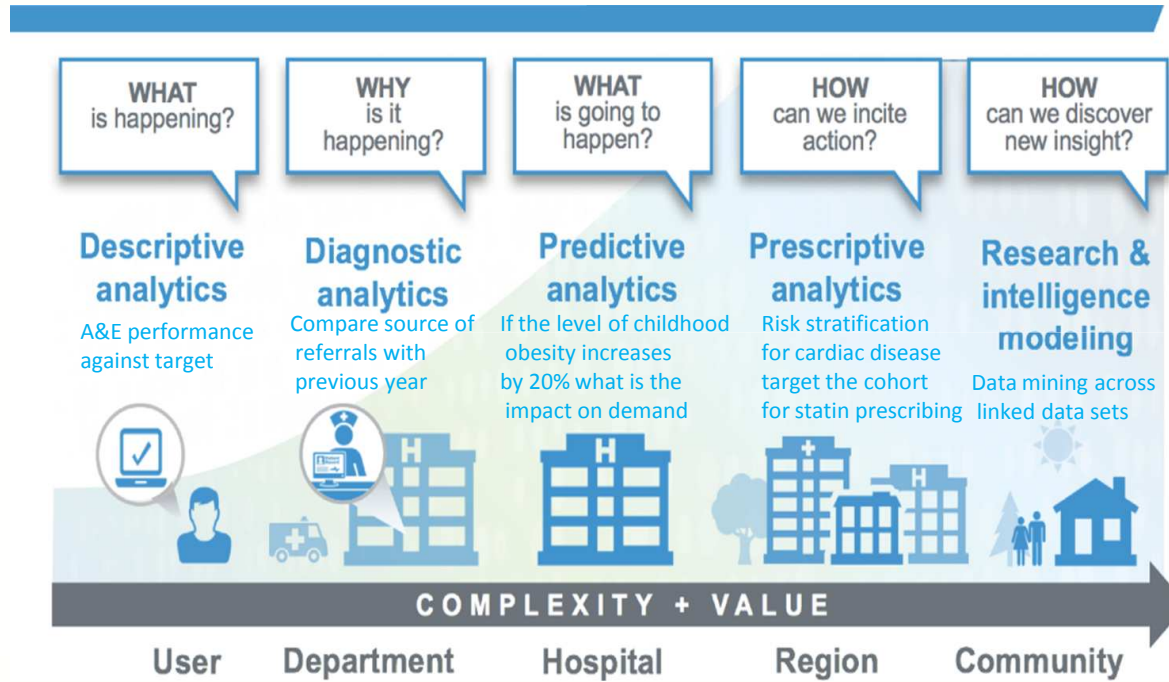 WHAT
is happening?
WHY
is it
happening?
WHAT
is going to
happen?
HOW
can we incite
action?
HOW
can we discover
new insight?
Descriptive
analytics
A&E performance
against target
Diagnostic
analytics
Compare source of
referrals with
previous year
Predictive
analytics
If the level of childhood
obesity increases
by 20% what is the
impact on demand
Prescriptive
analytics
Risk stratification
for cardiac disease
target the cohort
for statin prescribing
Research &
intelligence
modeling
Data mining across
linked data sets
H
H
H
COMPLEXITY + VALUE
User
Department
Hospital
Region
Community